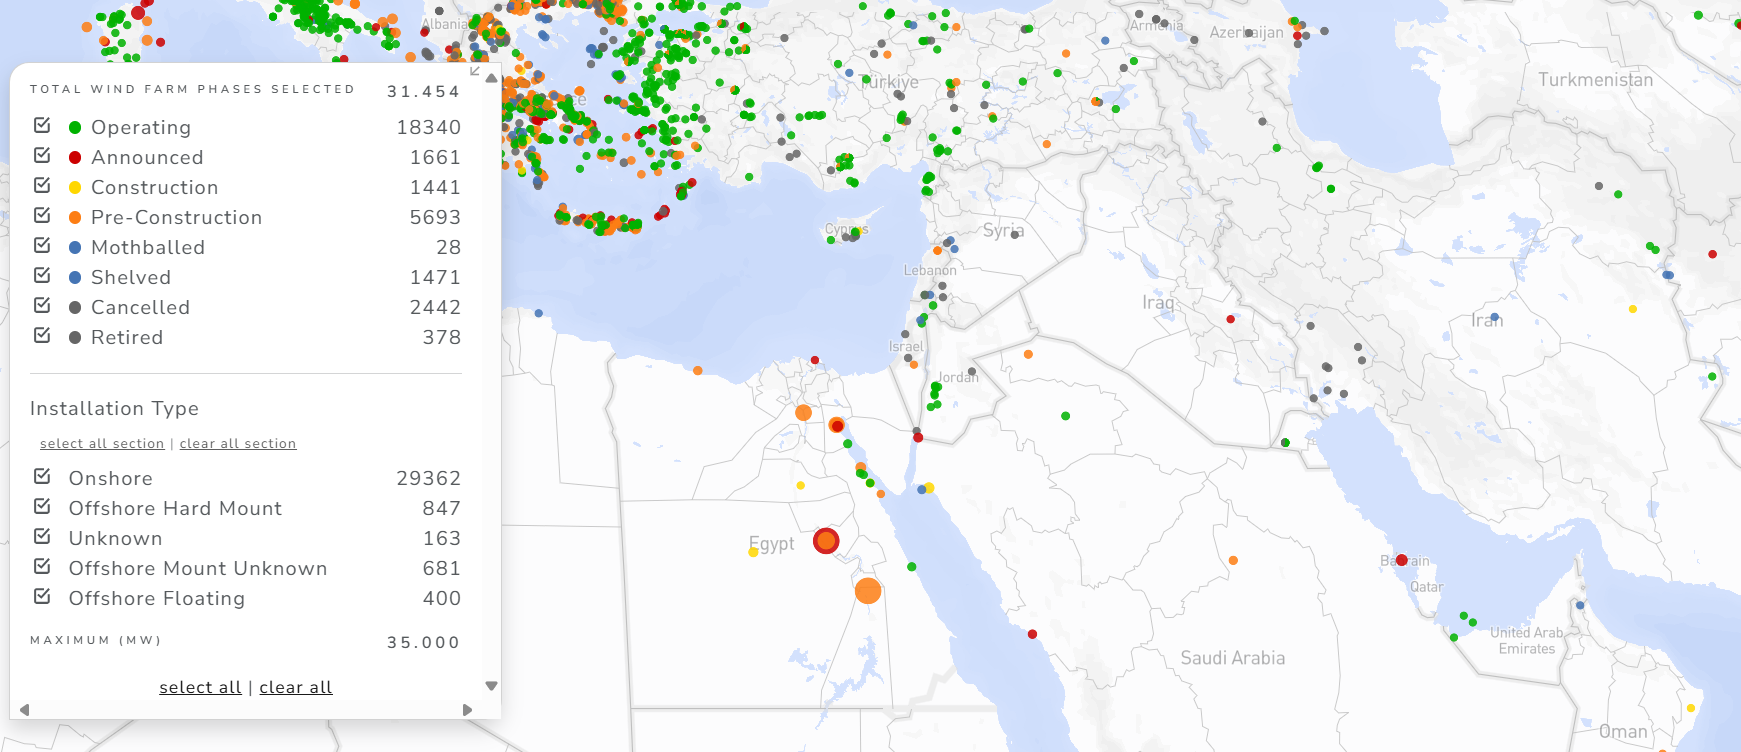 TOTAL WIND FARM PHASES SELECTED 31.454
Operating 18340
Announced 1661
Construction 1441
Pre-Construction 5693
Mothballed 28
Shelved 1471
Cancelled 2442
Retired 378
Installation Type
select all section | clear all section
Onshore 29362
Offshore Hard Mount 847
Unknown 163
Offshore Mount Unknown 681
Offshore Floating 400
MAXIMUM (MW) 35.000
select all | clear all
Albania
Armenia
Azerbaijan
Turkmenistan
Türkiye
Cyprus
Syria
Lebanon
Iraq
Iran
Israel
Jordan
Egypt
Bahrain
Qatar
United Arab
Emirates
Saudi Arabia
Oman